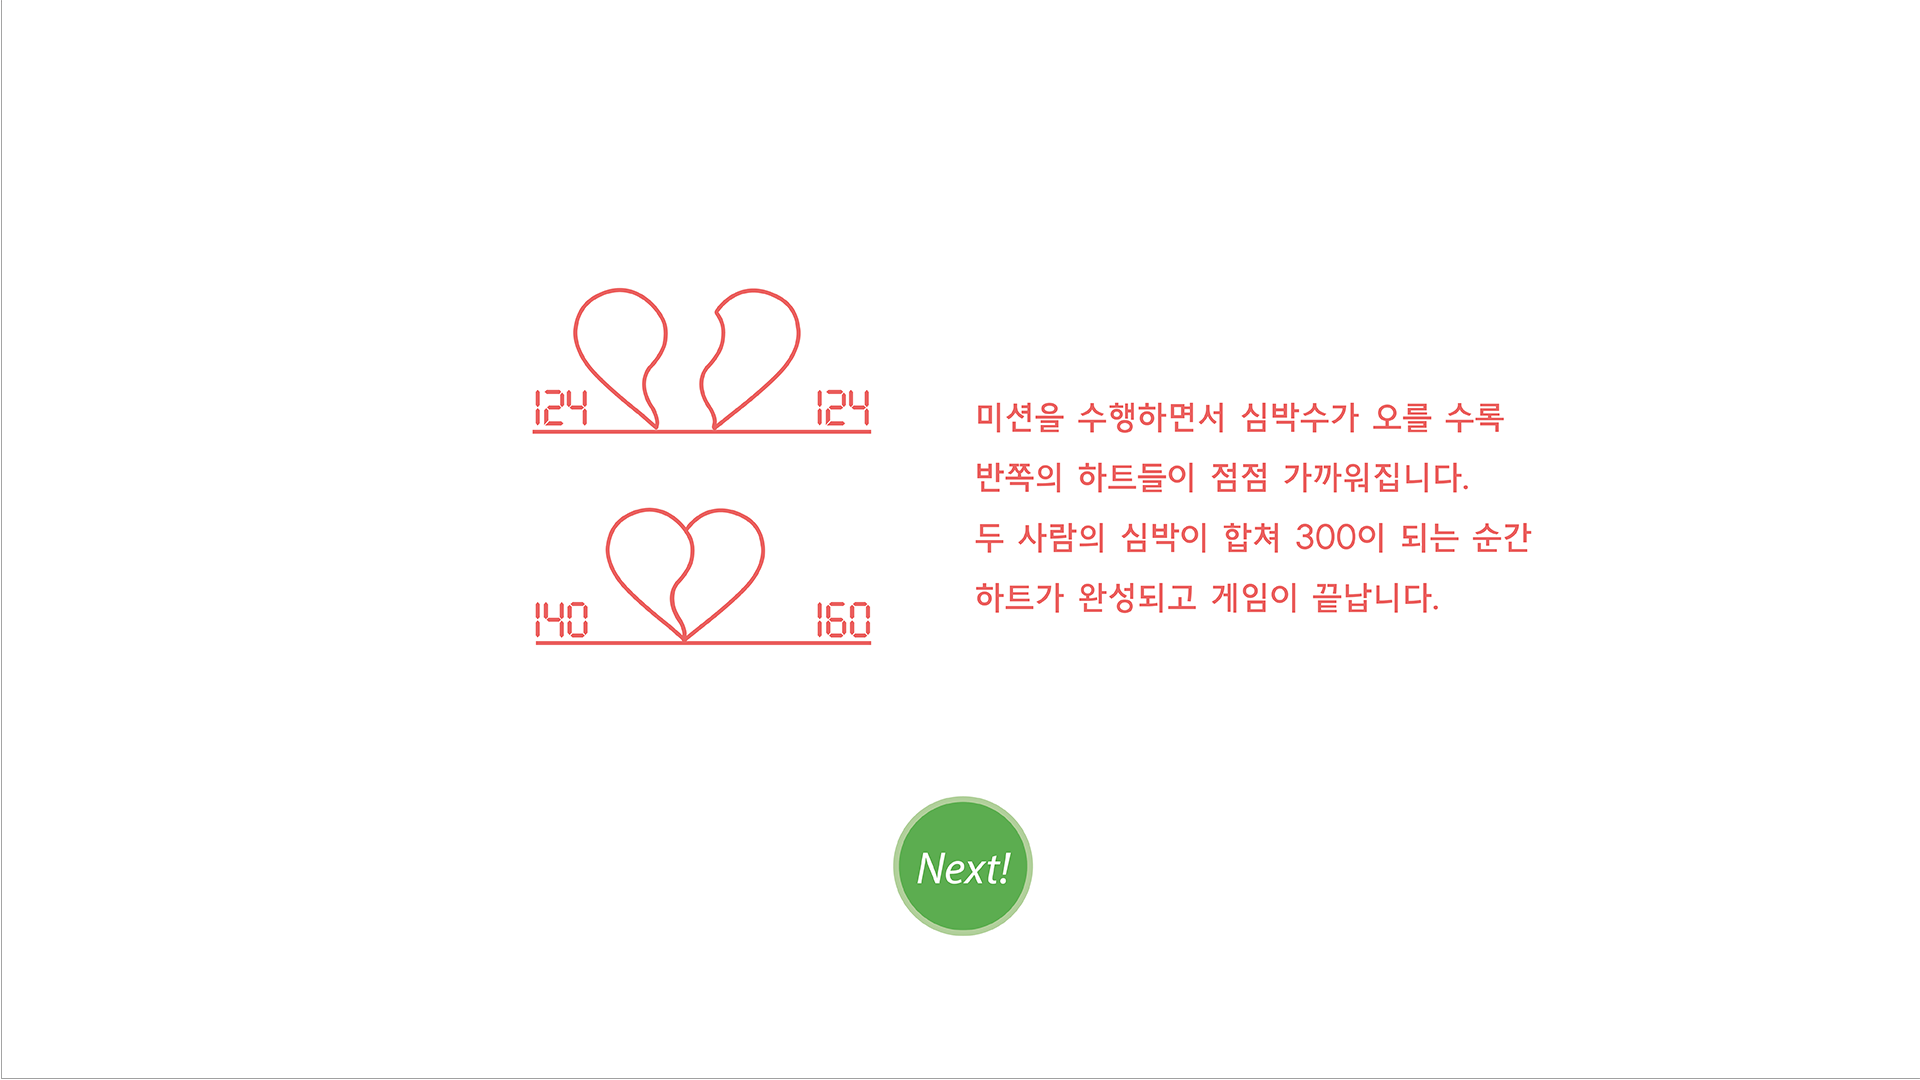 124 124
140 160
미션을 수행하면서 심박수가 오를 수록
반쪽의 하트들이 점점 가까워집니다.
두 사람의 심박이 합쳐 300이 되는 순간
하트가 완성되고 게임이 끝납니다.
Next!